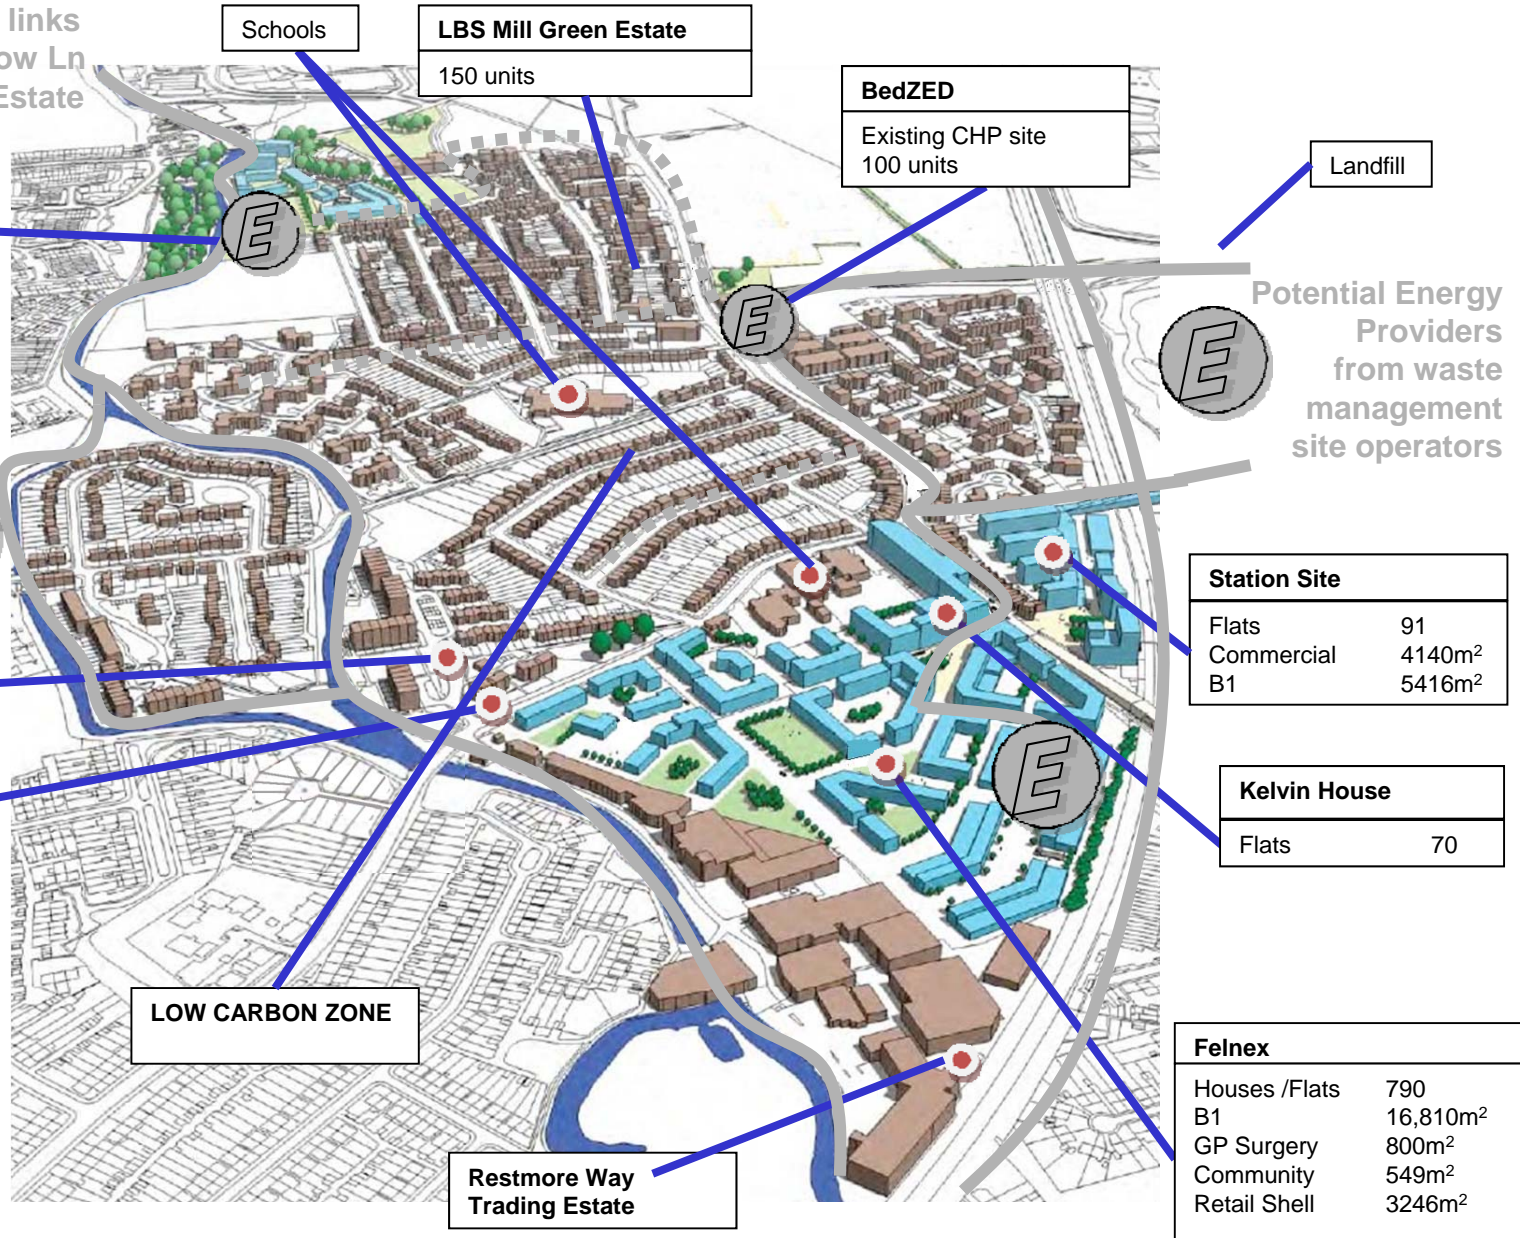 links
ow Ln
Estate
Schools
LBS Mill Green Estate
150 units
BedZED
Existing CHP site
100 units
Landfill
E
E
E
Potential Energy
Providers
from waste
management
site operators
Station Site
Flats 91
Commercial 4140m²
B1 5416m²
Kelvin House
Flats 70
E
LOW CARBON ZONE
Restmore Way
Trading Estate
Felnex
Houses /Flats 790
B1 16,810m²
GP Surgery 800m²
Community 549m²
Retail Shell 3246m²